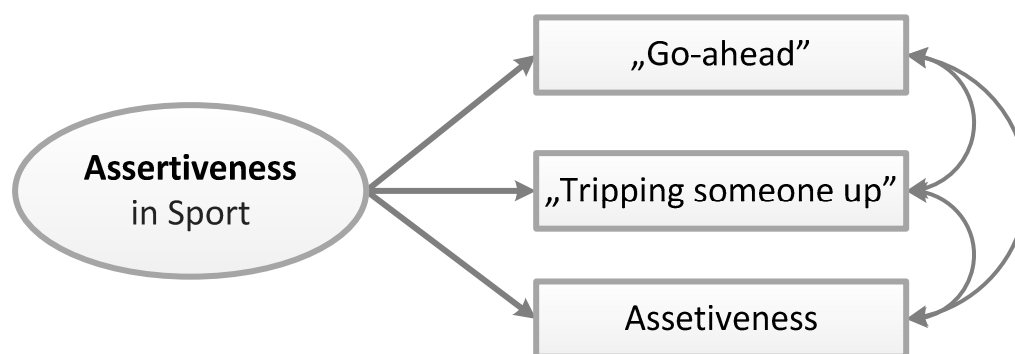 Assertiveness
in Sport
„Go-ahead”
„Tripping someone up”
Assetiveness